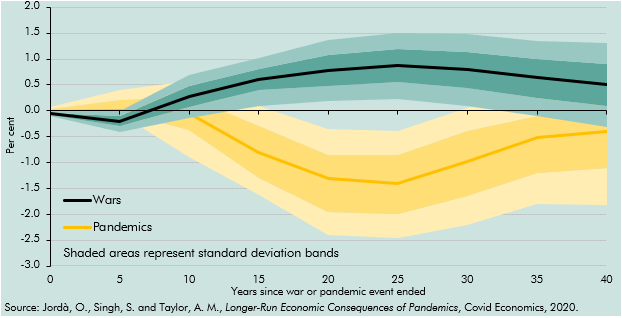 2.0
1.5
1.0
0.5
0.0
-0.5
-1.0
-1.5
-2.0
-2.5
-3.0
Per cent
Wars
Pandemics
Shaded areas represent standard deviation bands
0 5 10 15 20 25 30 35 40
Years since war or pandemic event ended
Source: Jordà, O., Singh, S. and Taylor, A. M., Longer-Run Economic Consequences of Pandemics, Covid Economics, 2020.